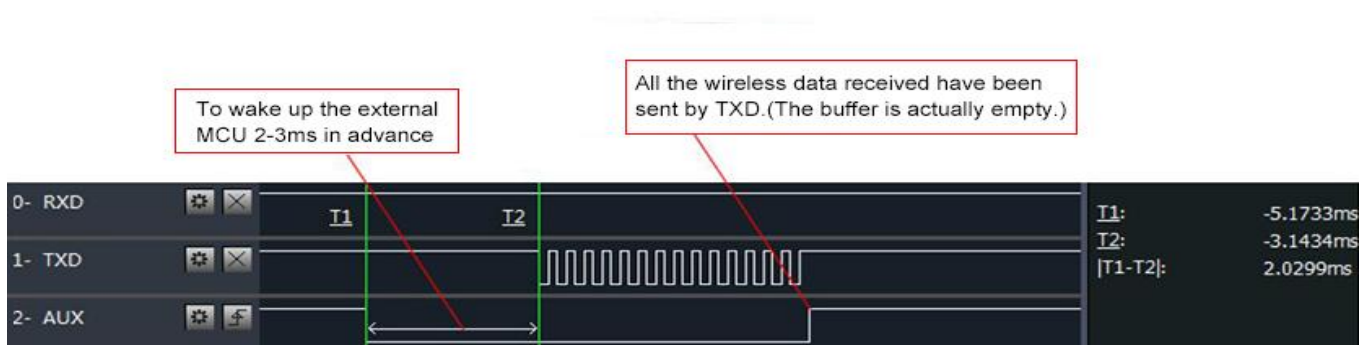 To wake up the external
MCU 2-3ms in advance
All the wireless data received have been
sent by TXD.(The buffer is actually empty.)
0- RXD
T1
T2
T1: -5.1733ms
T2: -3.1434ms
|T1-T2|: 2.0299ms
1- TXD
2- AUX